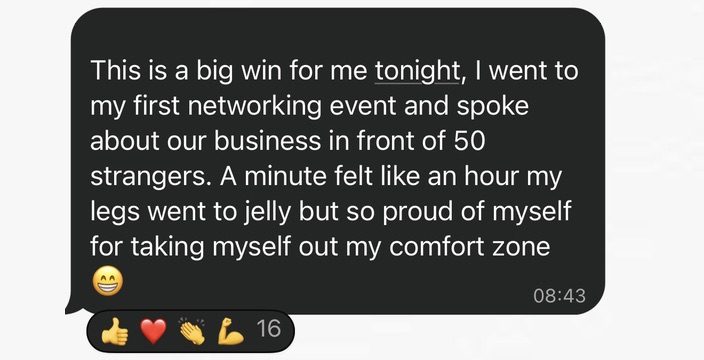 This is a big win for me tonight, I went to
my first networking event and spoke
about our business in front of 50
strangers. A minute felt like an hour my
legs went to jelly but so proud of myself
for taking myself out my comfort zone
😁
08:43
👍 ❤️ 👏 💪 16